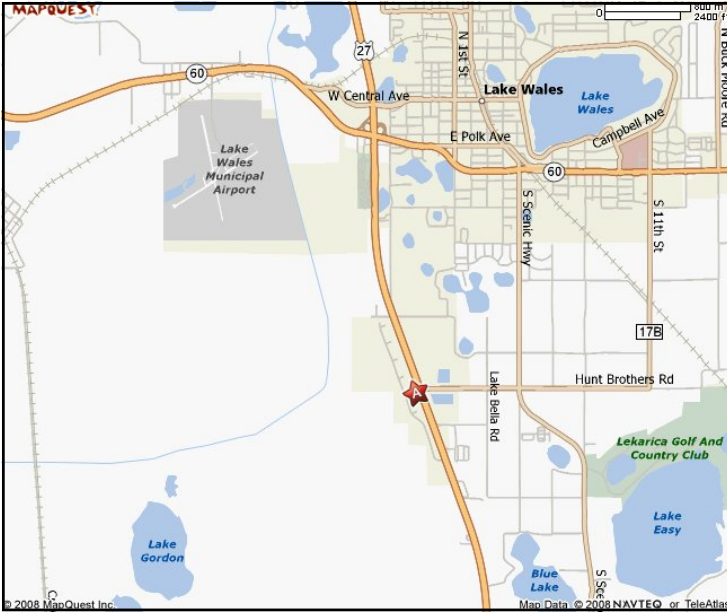 MAPQUEST
800 m
0
2400 f
27
N 1st St
60
Lake Wales
W Central Ave
Lake
Wales
Campbell Ave
E Polk Ave
Lake
Wales
Municipal
Airport
60
S Scenic Hwy
S 11th St
17B
Hunt Brothers Rd
A
Lake Bella Rd
Lekarica Golf And
Country Club
Lake
Easy
Lake
Gordon
Blue
Lake
S Sce
© 2008 MapQuest Inc.
Map Data © 2008 NAVTEQ or TeleAtlas